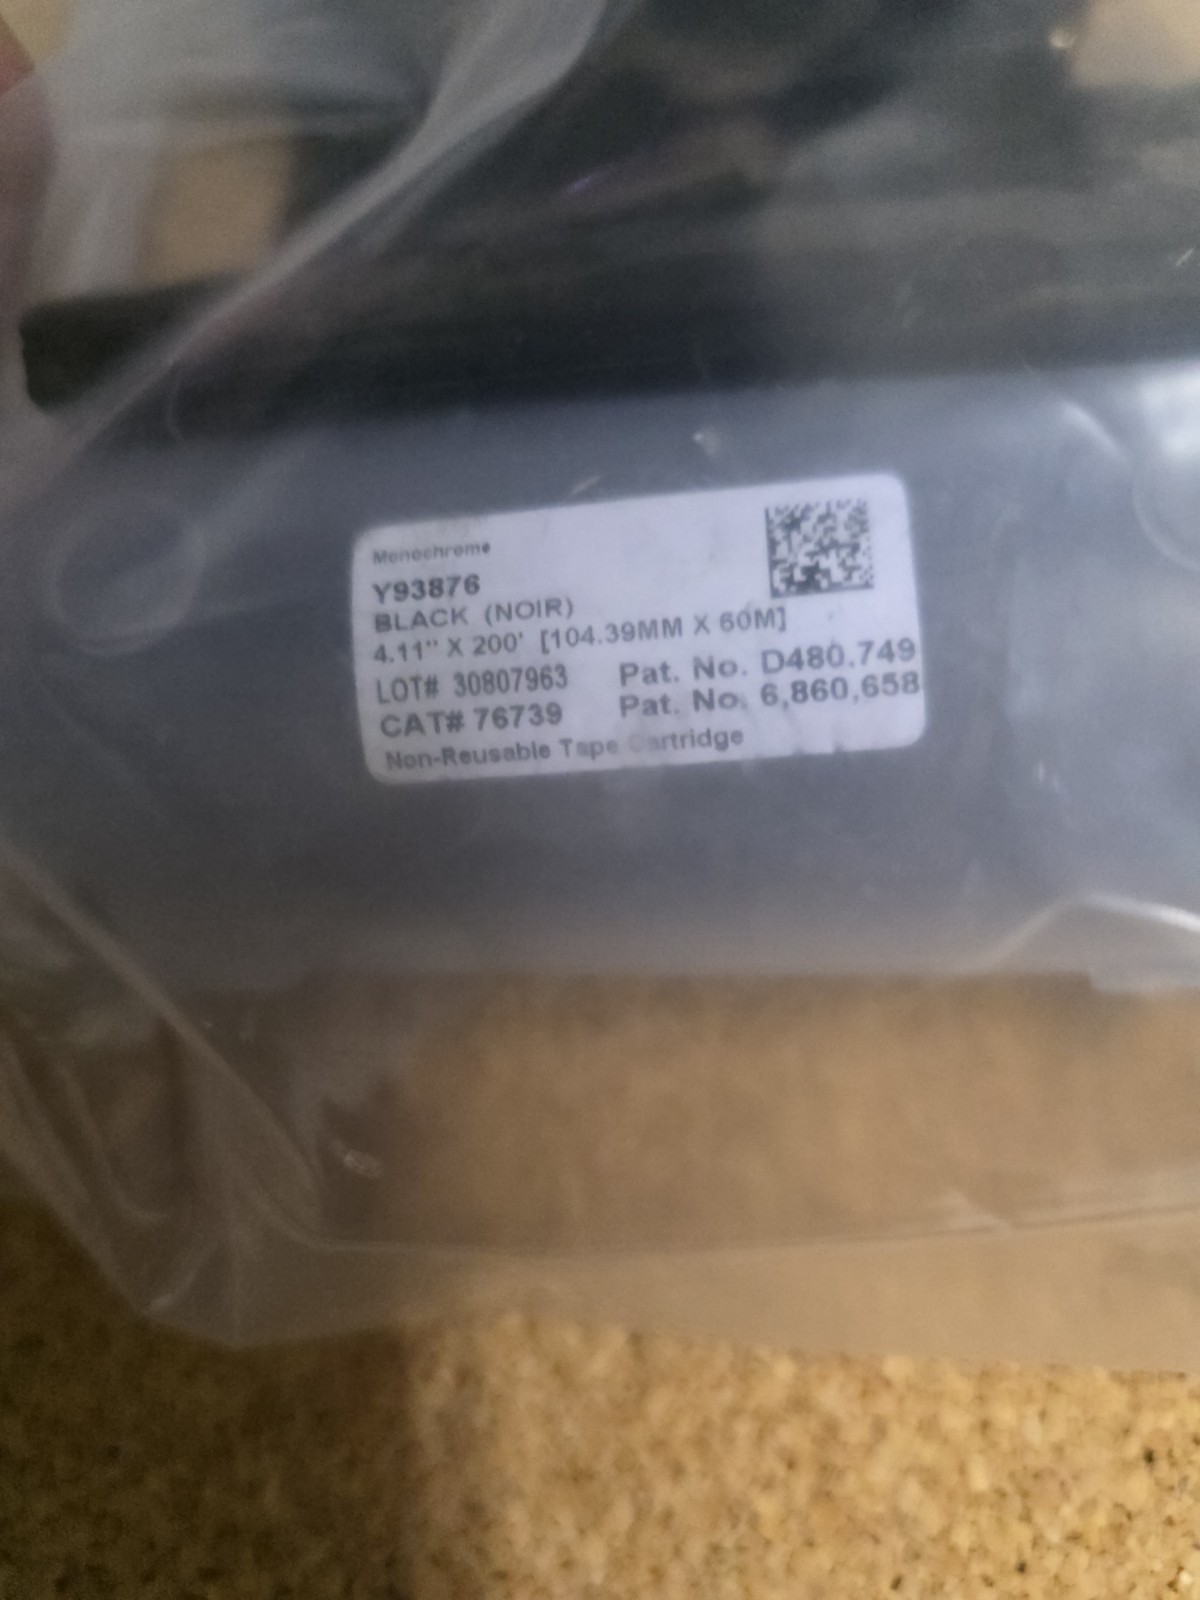 Monochrome
Y93876
BLACK (NOIR)
4.11" X 200' [104.39MM X 60M]
LOT# 30807963 Pat. No. D480.749
CAT# 76739 Pat. No. 6,860,658
Non-Reusable Tape Cartridge